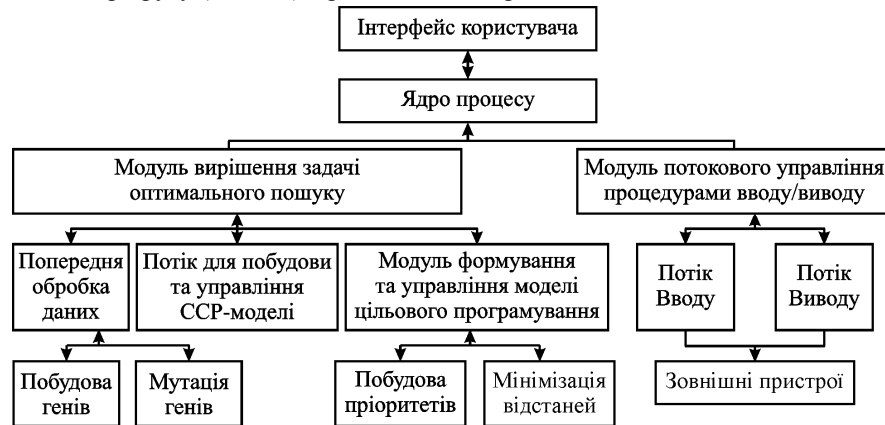 Інтерфейс користувача
Ядро процесу
Модуль вирішення задачі
оптимального пошуку
Модуль потокового управління
процедурами вводу/виводу
Попередня
обробка
даних
Потік для побудови
та управління
ССР-моделі
Модуль формування
та управління моделі
цільового програмування
Потік
Вводу
Потік
Виводу
Побудова
генів
Мутація
генів
Побудова
пріоритетів
Мінімізація
відстаней
Зовнішні пристрої